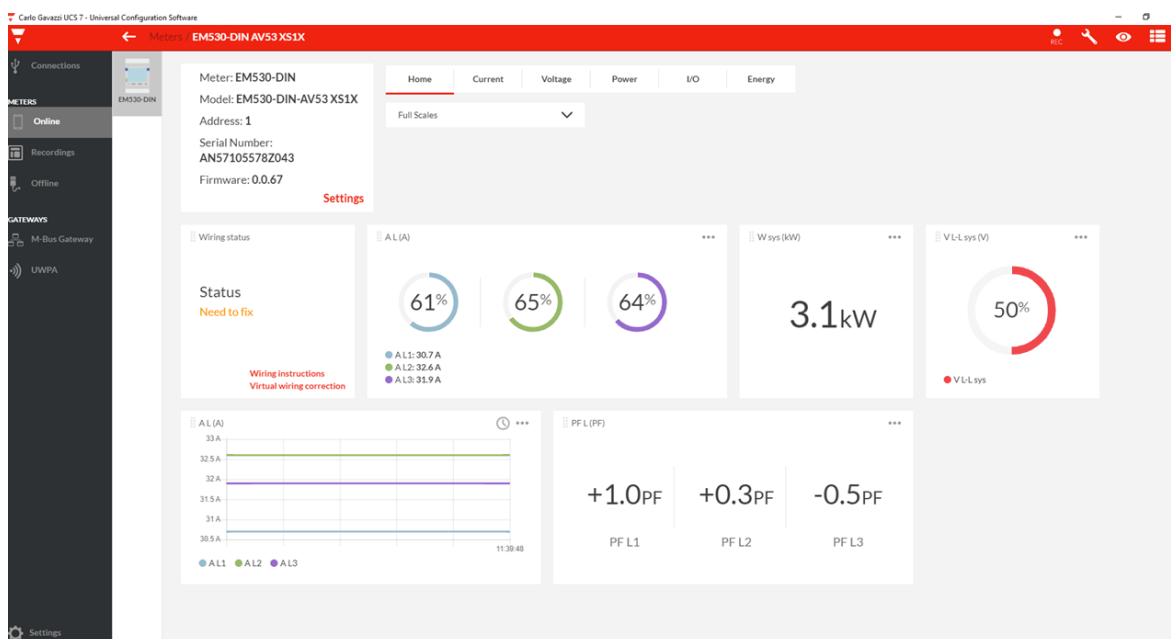 Carlo Gavazzi UCS 7 - Universal Configuration Software
Meters / EM530-DIN AV53 XS1X
REC
Connections
METERS
Online
Recordings
Offline
GATEWAYS
M-Bus Gateway
UWPA
Settings
EM530-DIN
Meter: EM530-DIN
Model: EM530-DIN-AV53 XS1X
Address: 1
Serial Number:
AN57105578Z043
Firmware: 0.0.67
Settings
Home Current Voltage Power I/O Energy
Full Scales
Wiring status
Status
Need to fix
Wiring instructions
Virtual wiring correction
A L (A)
61% 65% 64%
A L1: 30.7 A
A L2: 32.6 A
A L3: 31.9 A
W sys (kW)
3.1kW
V L-L sys (V)
50%
V L-L sys
A L (A)
33 A
32.5 A
32 A
31.5 A
31 A
30.5 A
11:39:48
A L1 A L2 A L3
PF L (PF)
+1.0PF +0.3PF -0.5PF
PF L1 PF L2 PF L3